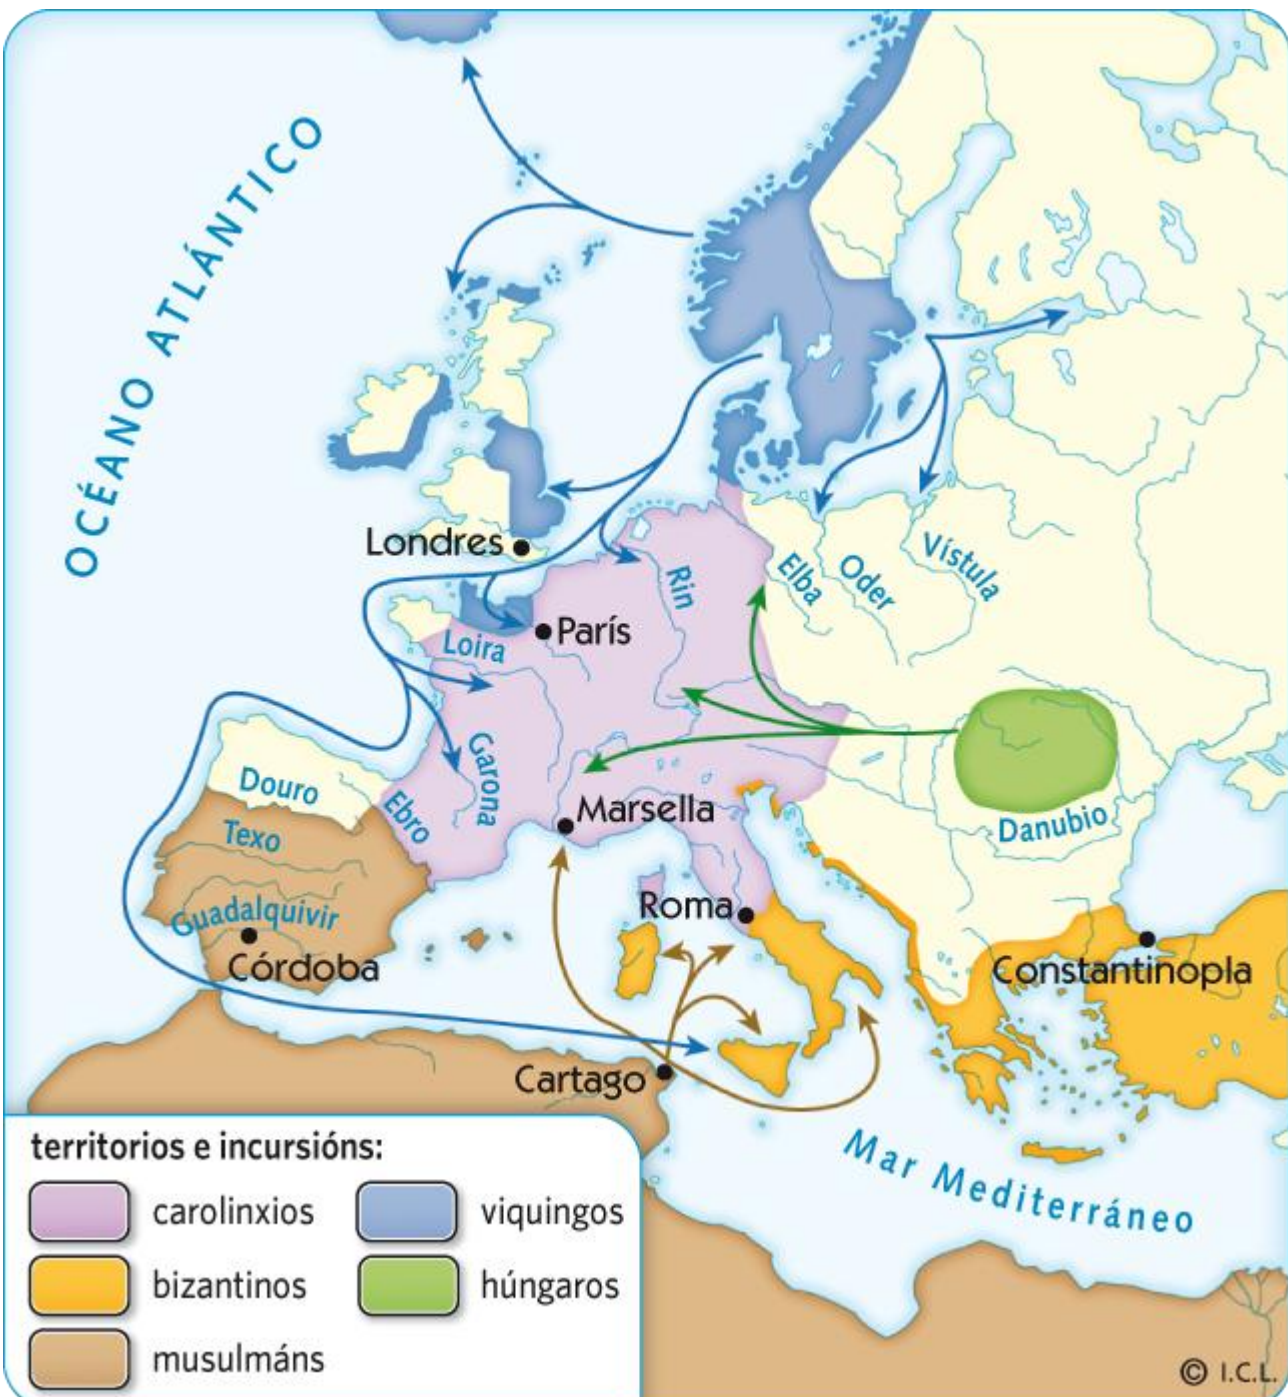 OCÉANO ATLÁNTICO
Londres
Rin
Elba
Oder
Vístula
París
Loira
Garona
Douro
Ebro
Marsella
Danubio
Texo
Guadalquivir
Roma
Córdoba
Constantinopla
Cartago
Mar Mediterráneo
territorios e incursións:
carolinxios
viquingos
bizantinos
húngaros
musulmáns
© I.C.L.